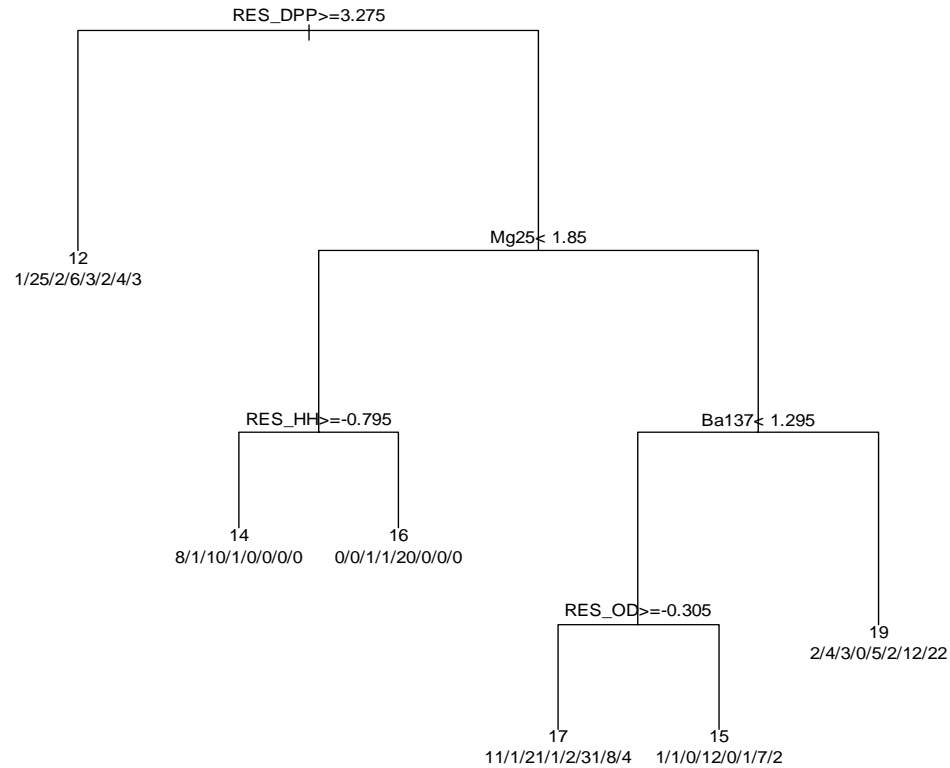 RES_DPP>=3.275
12
1/25/2/6/3/2/4/3
Mg25< 1.85
RES_HH>=-0.795
14
8/1/10/1/0/0/0/0
16
0/0/1/1/20/0/0/0
Ba137< 1.295
RES_OD>=-0.305
17
11/1/21/1/2/31/8/4
15
1/1/0/12/0/1/7/2
19
2/4/3/0/5/2/12/22